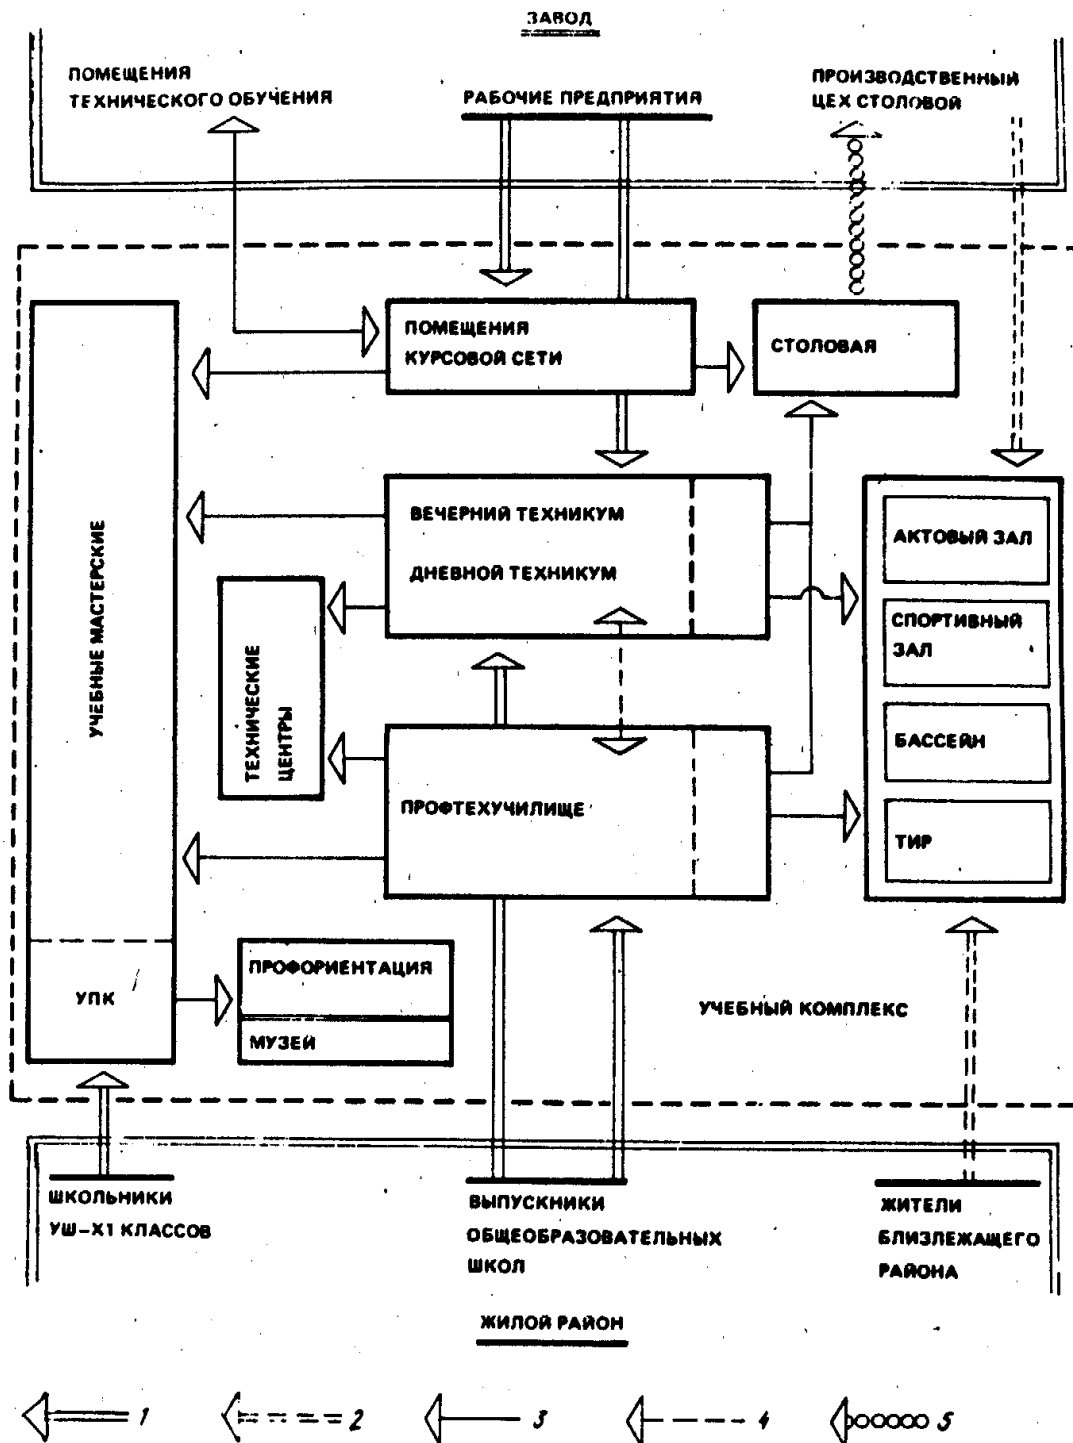 ЗАВОД
ПОМЕЩЕНИЯ
ТЕХНИЧЕСКОГО ОБУЧЕНИЯ
РАБОЧИЕ ПРЕДПРИЯТИЯ
ПРОИЗВОДСТВЕННЫЙ
ЦЕХ СТОЛОВОЙ
ПОМЕЩЕНИЯ
КУРСОВОЙ СЕТИ
СТОЛОВАЯ
УЧЕБНЫЕ МАСТЕРСКИЕ
ВЕЧЕРНИЙ ТЕХНИКУМ
ДНЕВНОЙ ТЕХНИКУМ
АКТОВЫЙ ЗАЛ
СПОРТИВНЫЙ
ЗАЛ
БАССЕЙН
ТИР
ТЕХНИЧЕСКИЕ
ЦЕНТРЫ
ПРОФТЕХУЧИЛИЩЕ
УПК
ПРОФОРИЕНТАЦИЯ
МУЗЕЙ
УЧЕБНЫЙ КОМПЛЕКС
ШКОЛЬНИКИ
УШ-Х1 КЛАССОВ
ВЫПУСКНИКИ
ОБЩЕОБРАЗОВАТЕЛЬНЫХ
ШКОЛ
ЖИТЕЛИ
БЛИЗЛЕЖАЩЕГО
РАЙОНА
ЖИЛОЙ РАЙОН
1 2 3 4 5